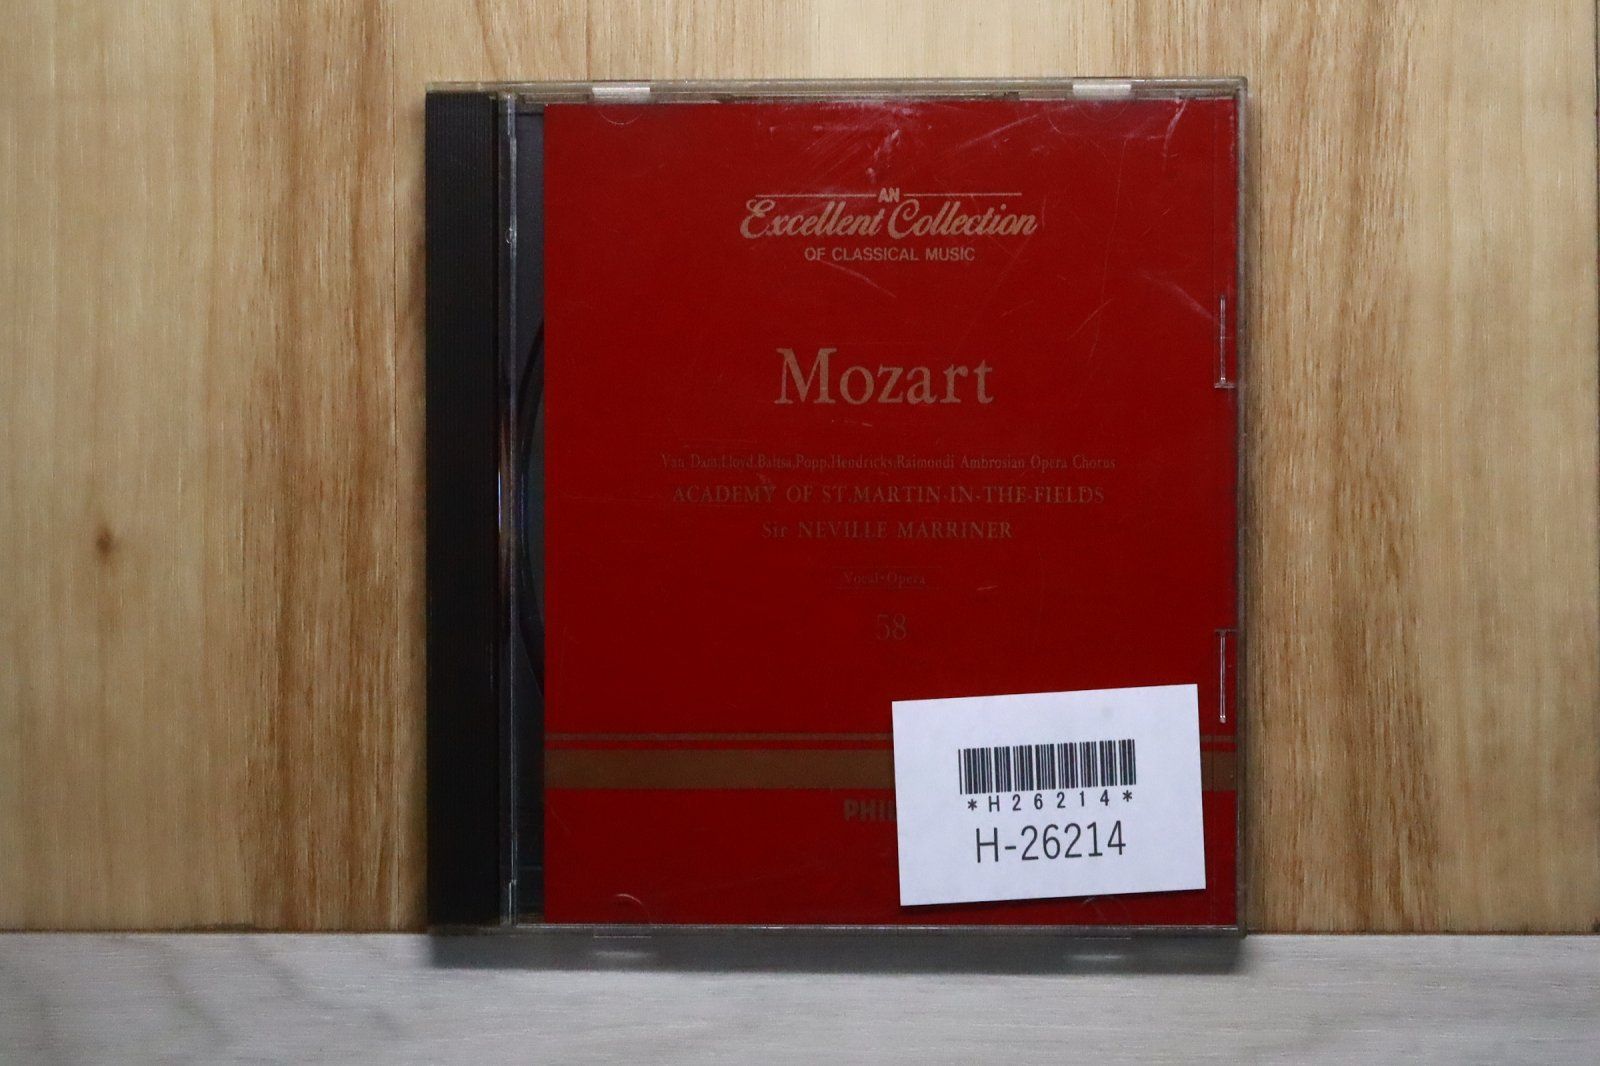 AN
Excellent Collection
OF CLASSICAL MUSIC
Mozart
Van Dam,Lloyd,Baltsa,Popp,Hendricks,Raimondi Ambrosian Opera Chorus
ACADEMY OF ST.MARTIN-IN-THE-FIELDS
Sir NEVILLE MARRINER
Vocal·Opera
58
PHIL
*H26214*
H-26214